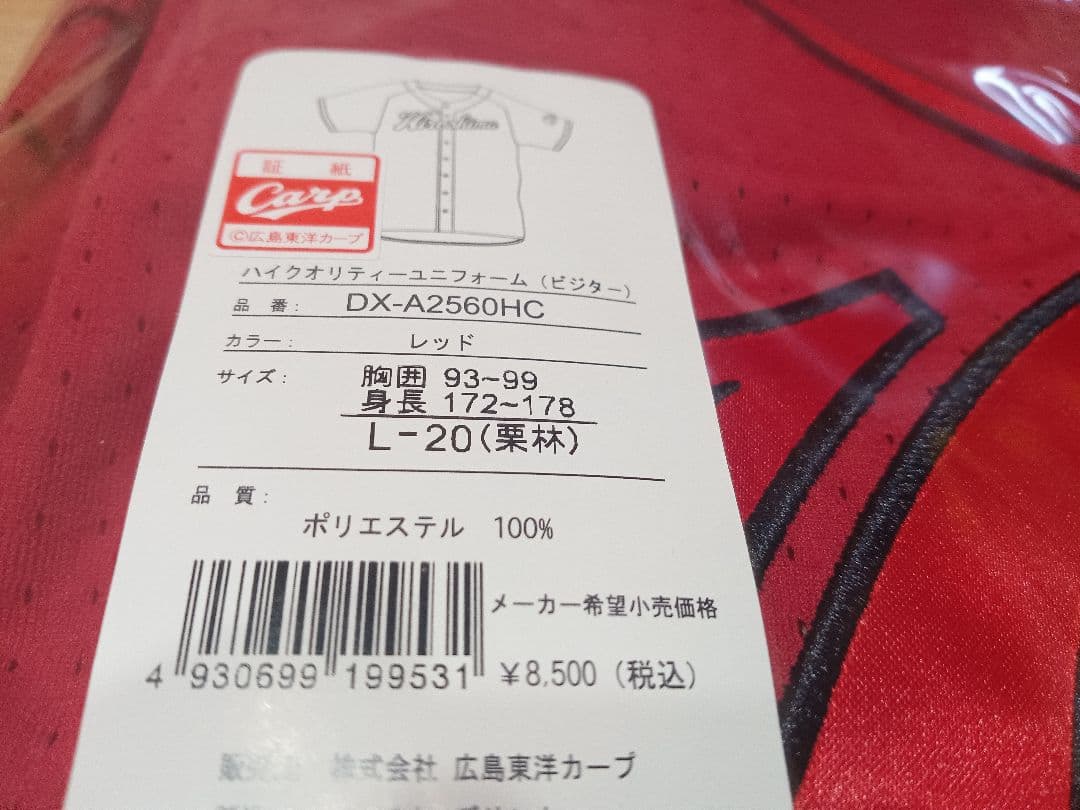 Hiroshima
証 紙
Carp
©広島東洋カープ
ハイクオリティーユニフォーム（ビジター）
品 番： DX-A2560HC
カラー： レッド
サイズ： 胸囲 93~99
身長 172~178
L-20(栗林)
品 質：
ポリエステル 100%
メーカー希望小売価格
4 930699 199531 ¥8,500（税込）
株式会社 広島東洋カープ